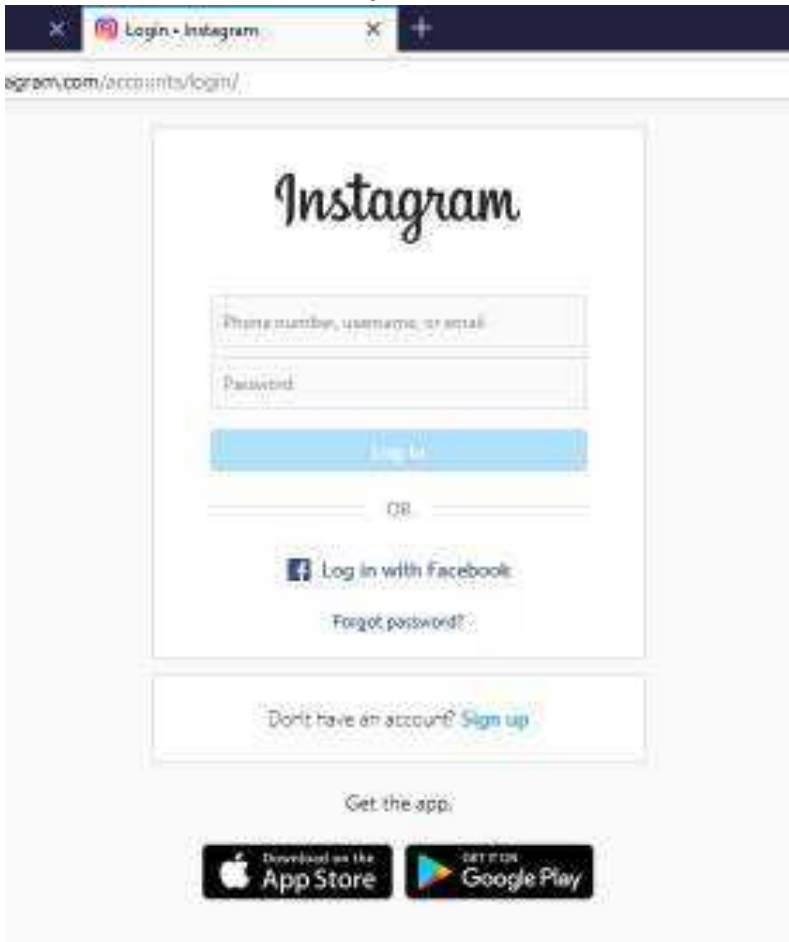 Login • Instagram
agram.com/accounts/login/
Instagram
Phone number, username, or email
Password
Log In
OR
Log in with Facebook
Forgot password?
Don't have an account? Sign up
Get the app.
Download on the
App Store
GET IT ON
Google Play